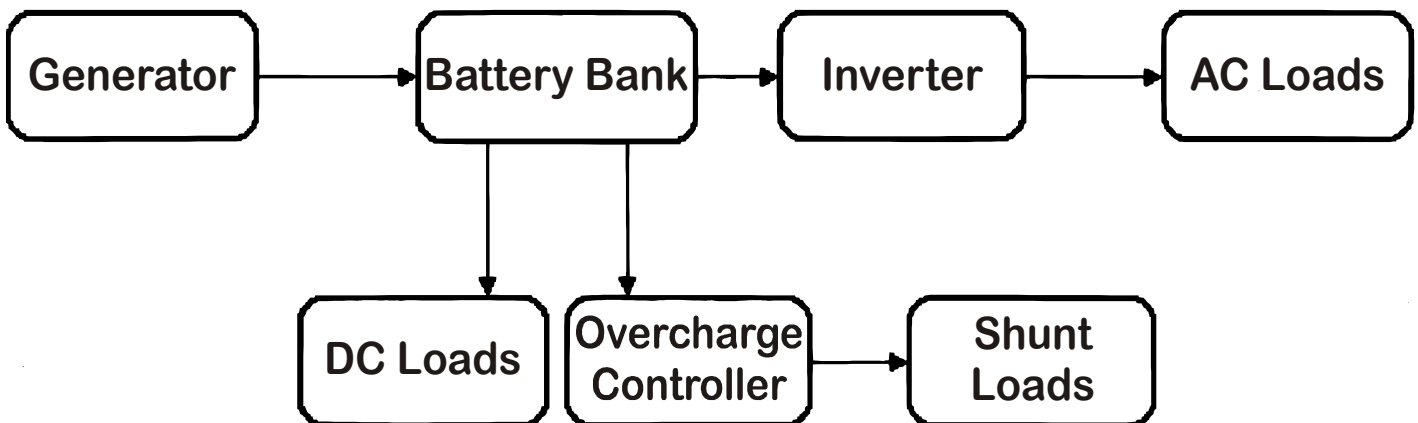 Generator
Battery Bank
Inverter
AC Loads
DC Loads
Overcharge
Controller
Shunt
Loads